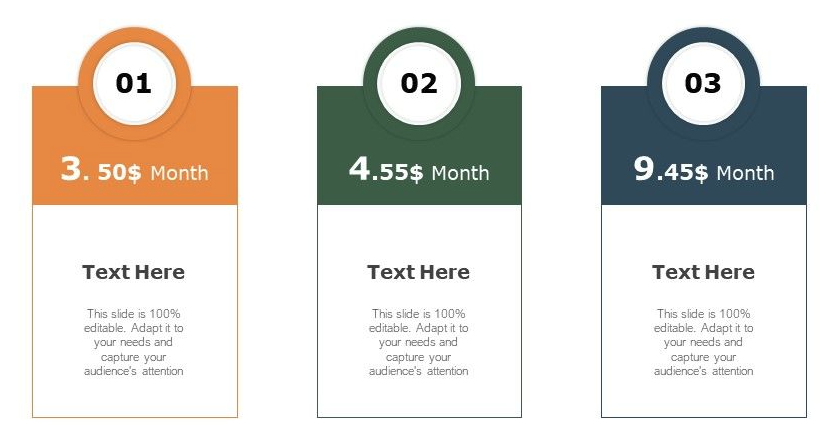 01
3. 50$ Month
Text Here
This slide is 100%
editable. Adapt it to
your needs and
capture your
audience's attention
02
4.55$ Month
Text Here
This slide is 100%
editable. Adapt it to
your needs and
capture your
audience's attention
03
9.45$ Month
Text Here
This slide is 100%
editable. Adapt it to
your needs and
capture your
audience's attention